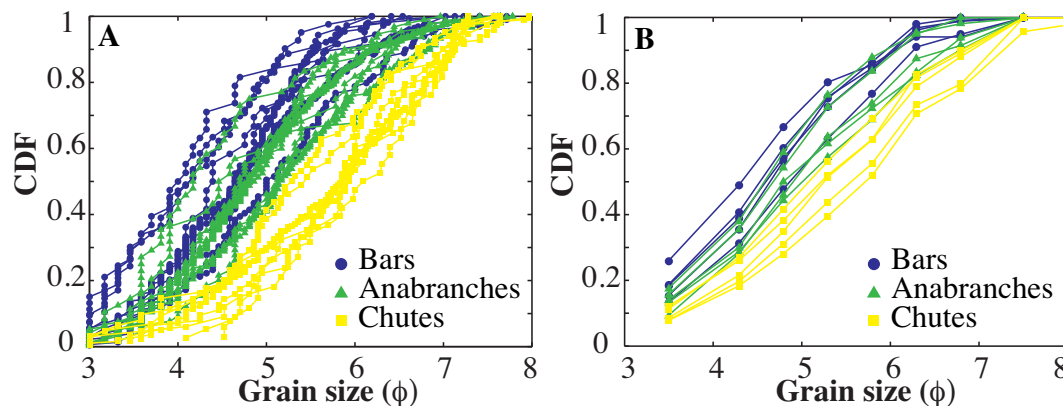 A
CDF
1
0.8
0.6
0.4
0.2
0
3 4 5 6 7 8
Grain size (ϕ)
Bars
Anabranches
Chutes
B
CDF
1
0.8
0.6
0.4
0.2
0
3 4 5 6 7 8
Grain size (ϕ)
Bars
Anabranches
Chutes